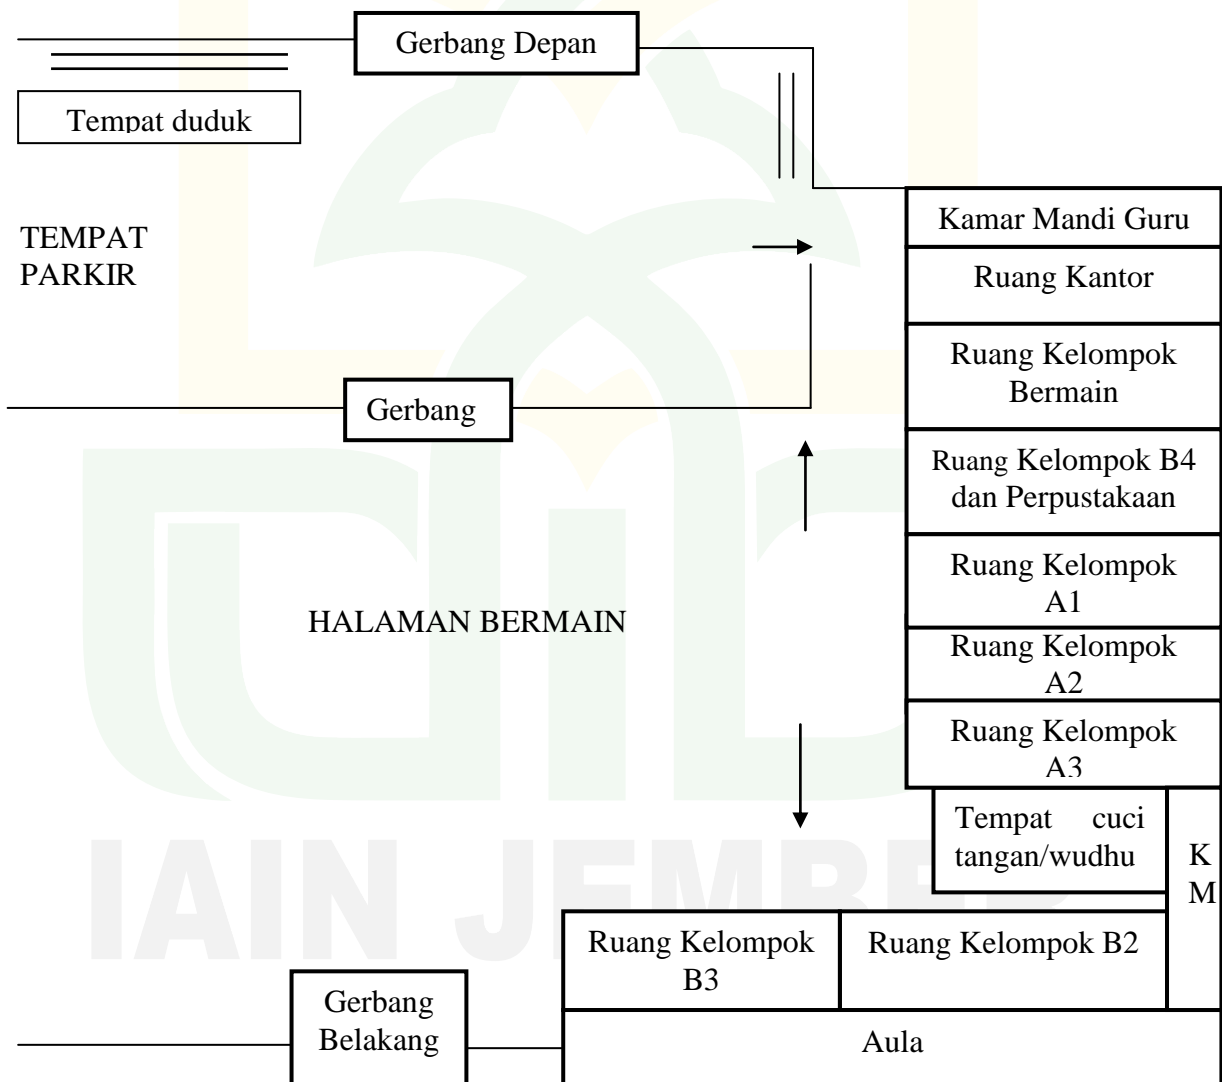 Gerbang Depan
Tempat duduk
Kamar Mandi Guru
TEMPAT
PARKIR
Ruang Kantor
Ruang Kelompok
Bermain
Gerbang
Ruang Kelompok B4
dan Perpustakaan
Ruang Kelompok
A1
HALAMAN BERMAIN
Ruang Kelompok
A2
Ruang Kelompok
A3
Tempat cuci
tangan/wudhu
K
M
IAIN JEMBER
Ruang Kelompok
B3
Ruang Kelompok B2
Gerbang
Belakang
Aula